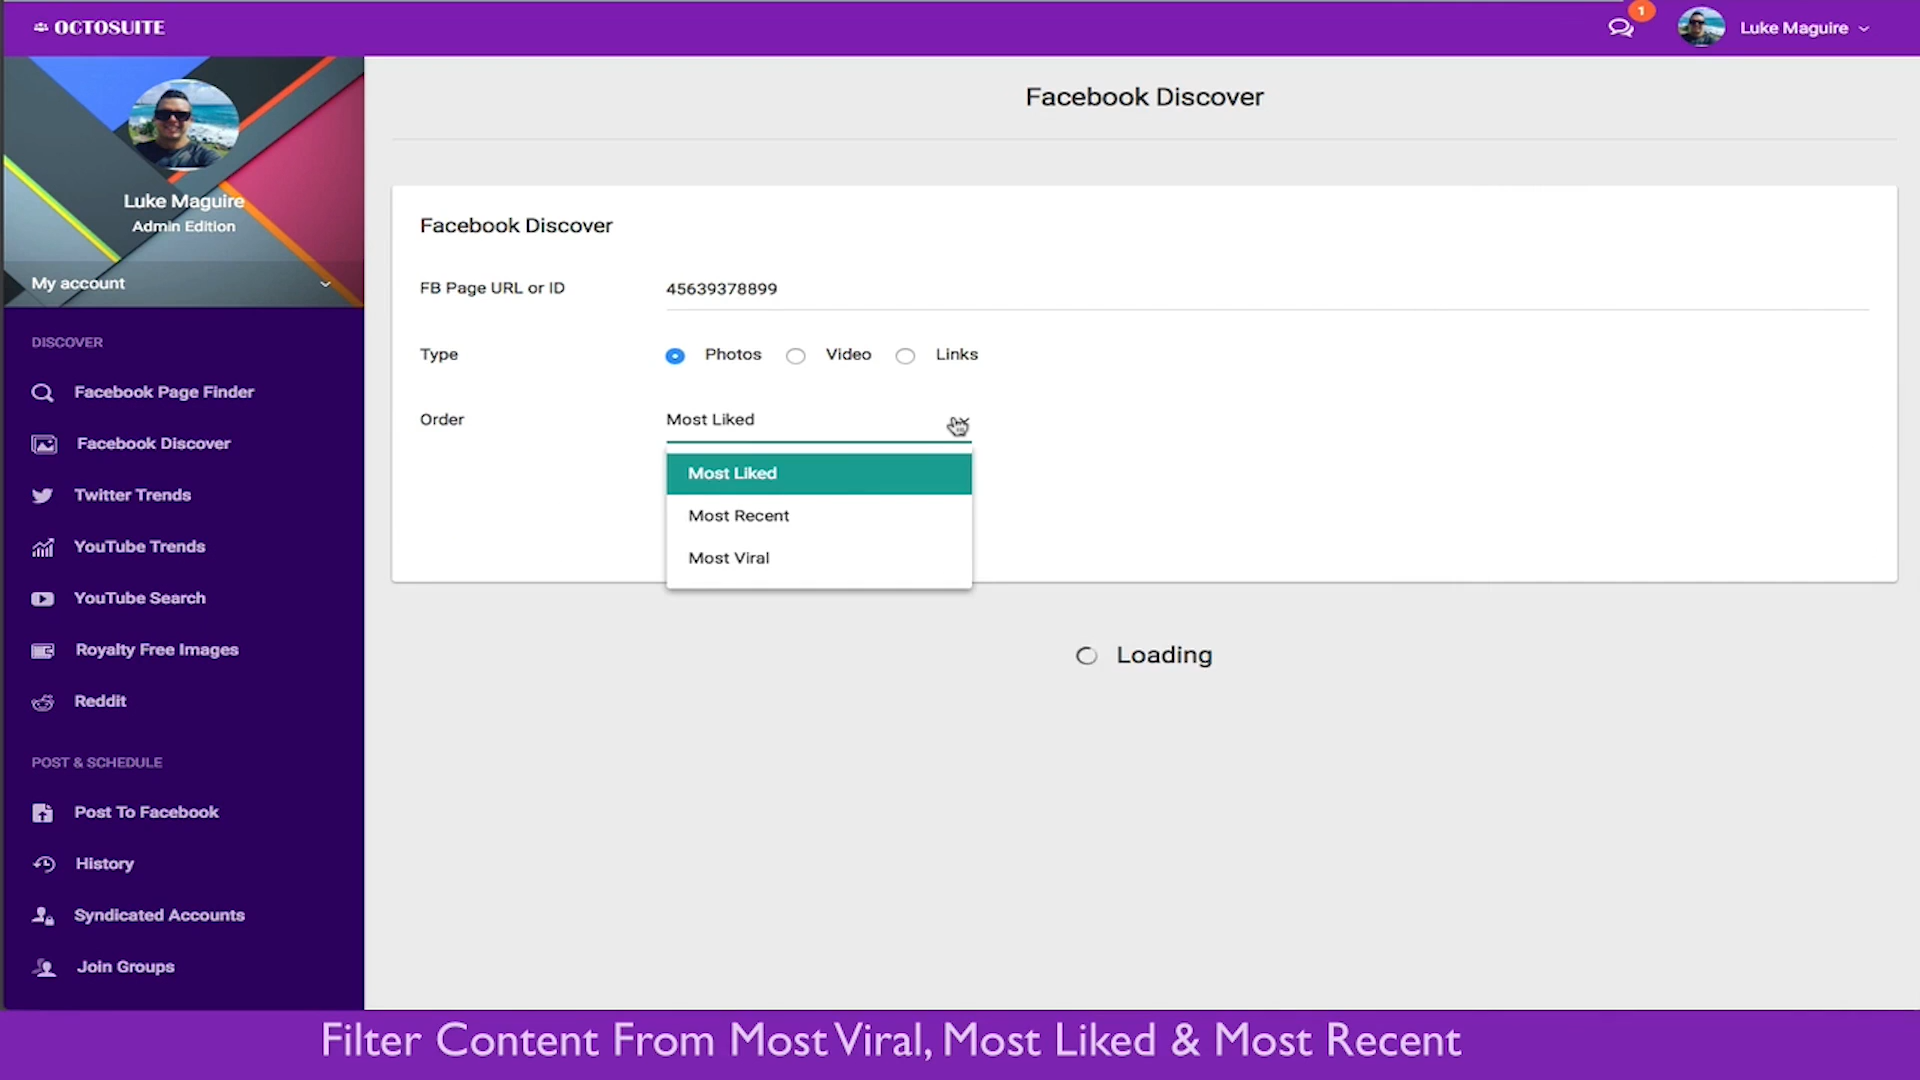 OCTOSUITE
1
Luke Maguire
Luke Maguire
Admin Edition
My account
DISCOVER
Facebook Page Finder
Facebook Discover
Twitter Trends
YouTube Trends
YouTube Search
Royalty Free Images
Reddit
POST & SCHEDULE
Post To Facebook
History
Syndicated Accounts
Join Groups
Facebook Discover
Facebook Discover
FB Page URL or ID 45639378899
Type Photos Video Links
Order Most Liked
Most Liked
Most Recent
Most Viral
Loading
Filter Content From Most Viral, Most Liked & Most Recent